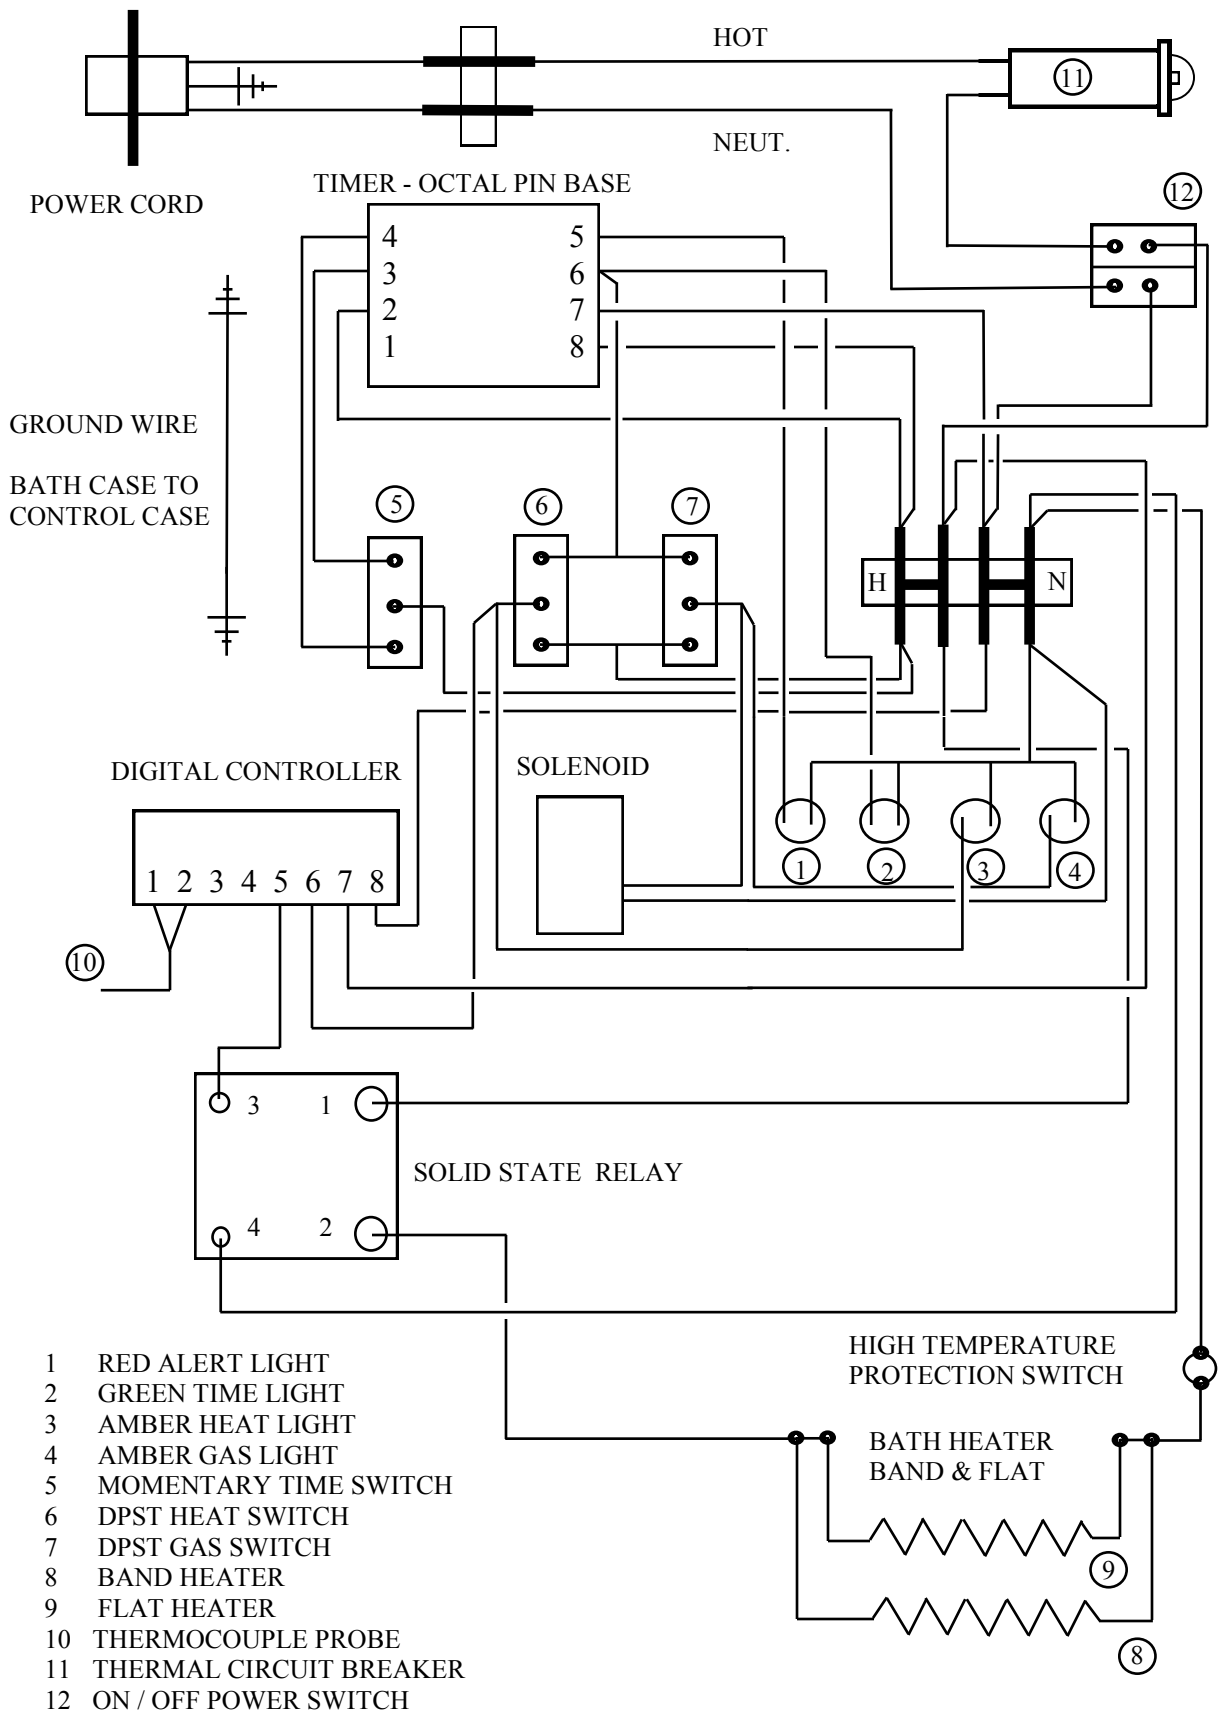 HOT
11
NEUT.
TIMER - OCTAL PIN BASE
12
POWER CORD
4 5
3 6
2 7
1 8
GROUND WIRE
BATH CASE TO
CONTROL CASE
5 6 7
H N
DIGITAL CONTROLLER
SOLENOID
1 2 3 4
1 2 3 4 5 6 7 8
10
3 1
SOLID STATE RELAY
4 2
HIGH TEMPERATURE
PROTECTION SWITCH
BATH HEATER
BAND & FLAT
9
8
1 RED ALERT LIGHT
2 GREEN TIME LIGHT
3 AMBER HEAT LIGHT
4 AMBER GAS LIGHT
5 MOMENTARY TIME SWITCH
6 DPST HEAT SWITCH
7 DPST GAS SWITCH
8 BAND HEATER
9 FLAT HEATER
10 THERMOCOUPLE PROBE
11 THERMAL CIRCUIT BREAKER
12 ON / OFF POWER SWITCH